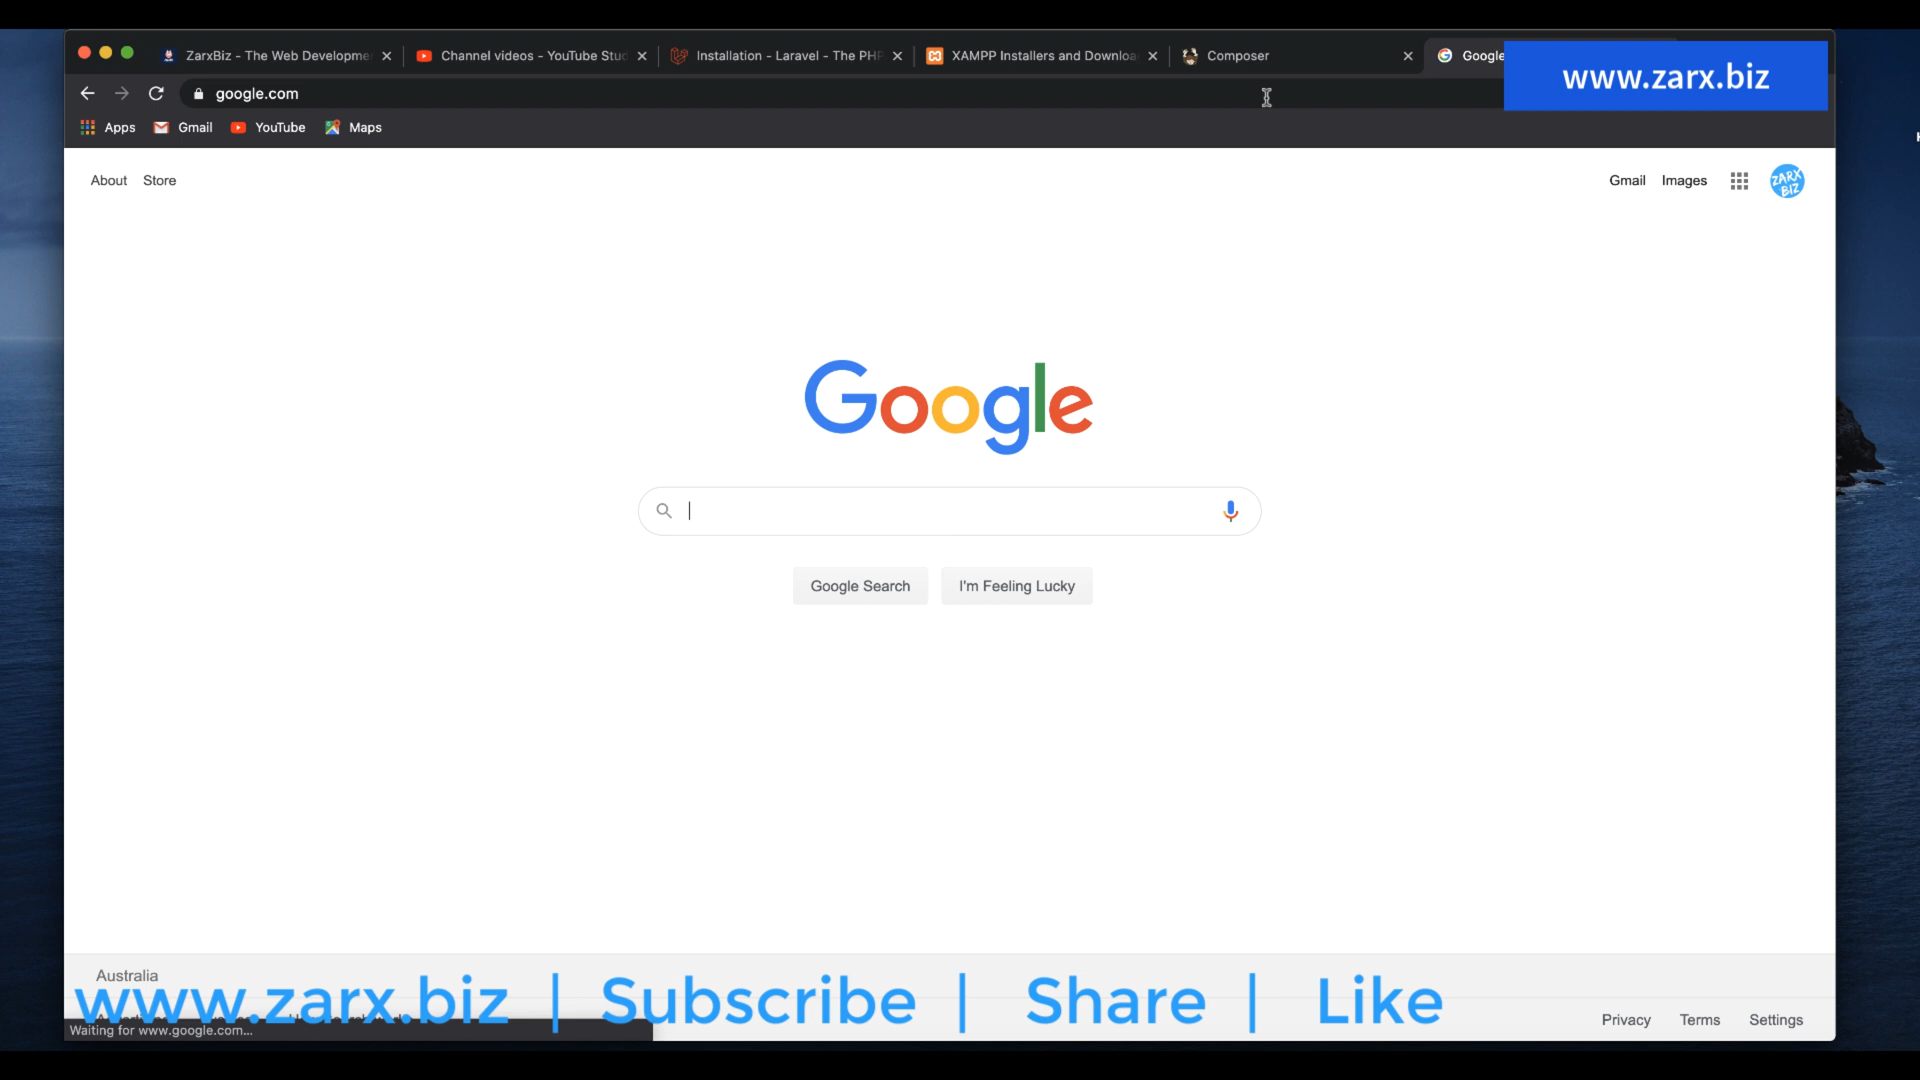 ZarxBiz - The Web Developme
Channel videos - YouTube Stud
Installation - Laravel - The PHP
XAMPP Installers and Downloa
Composer
Google
www.zarx.biz
google.com
Apps
Gmail
YouTube
Maps
About
Store
Gmail
Images
ZARX
BIZ
Google
Google Search
I'm Feeling Lucky
Australia
www.zarx.biz | Subscribe | Share | Like
Waiting for www.google.com...
Privacy
Terms
Settings